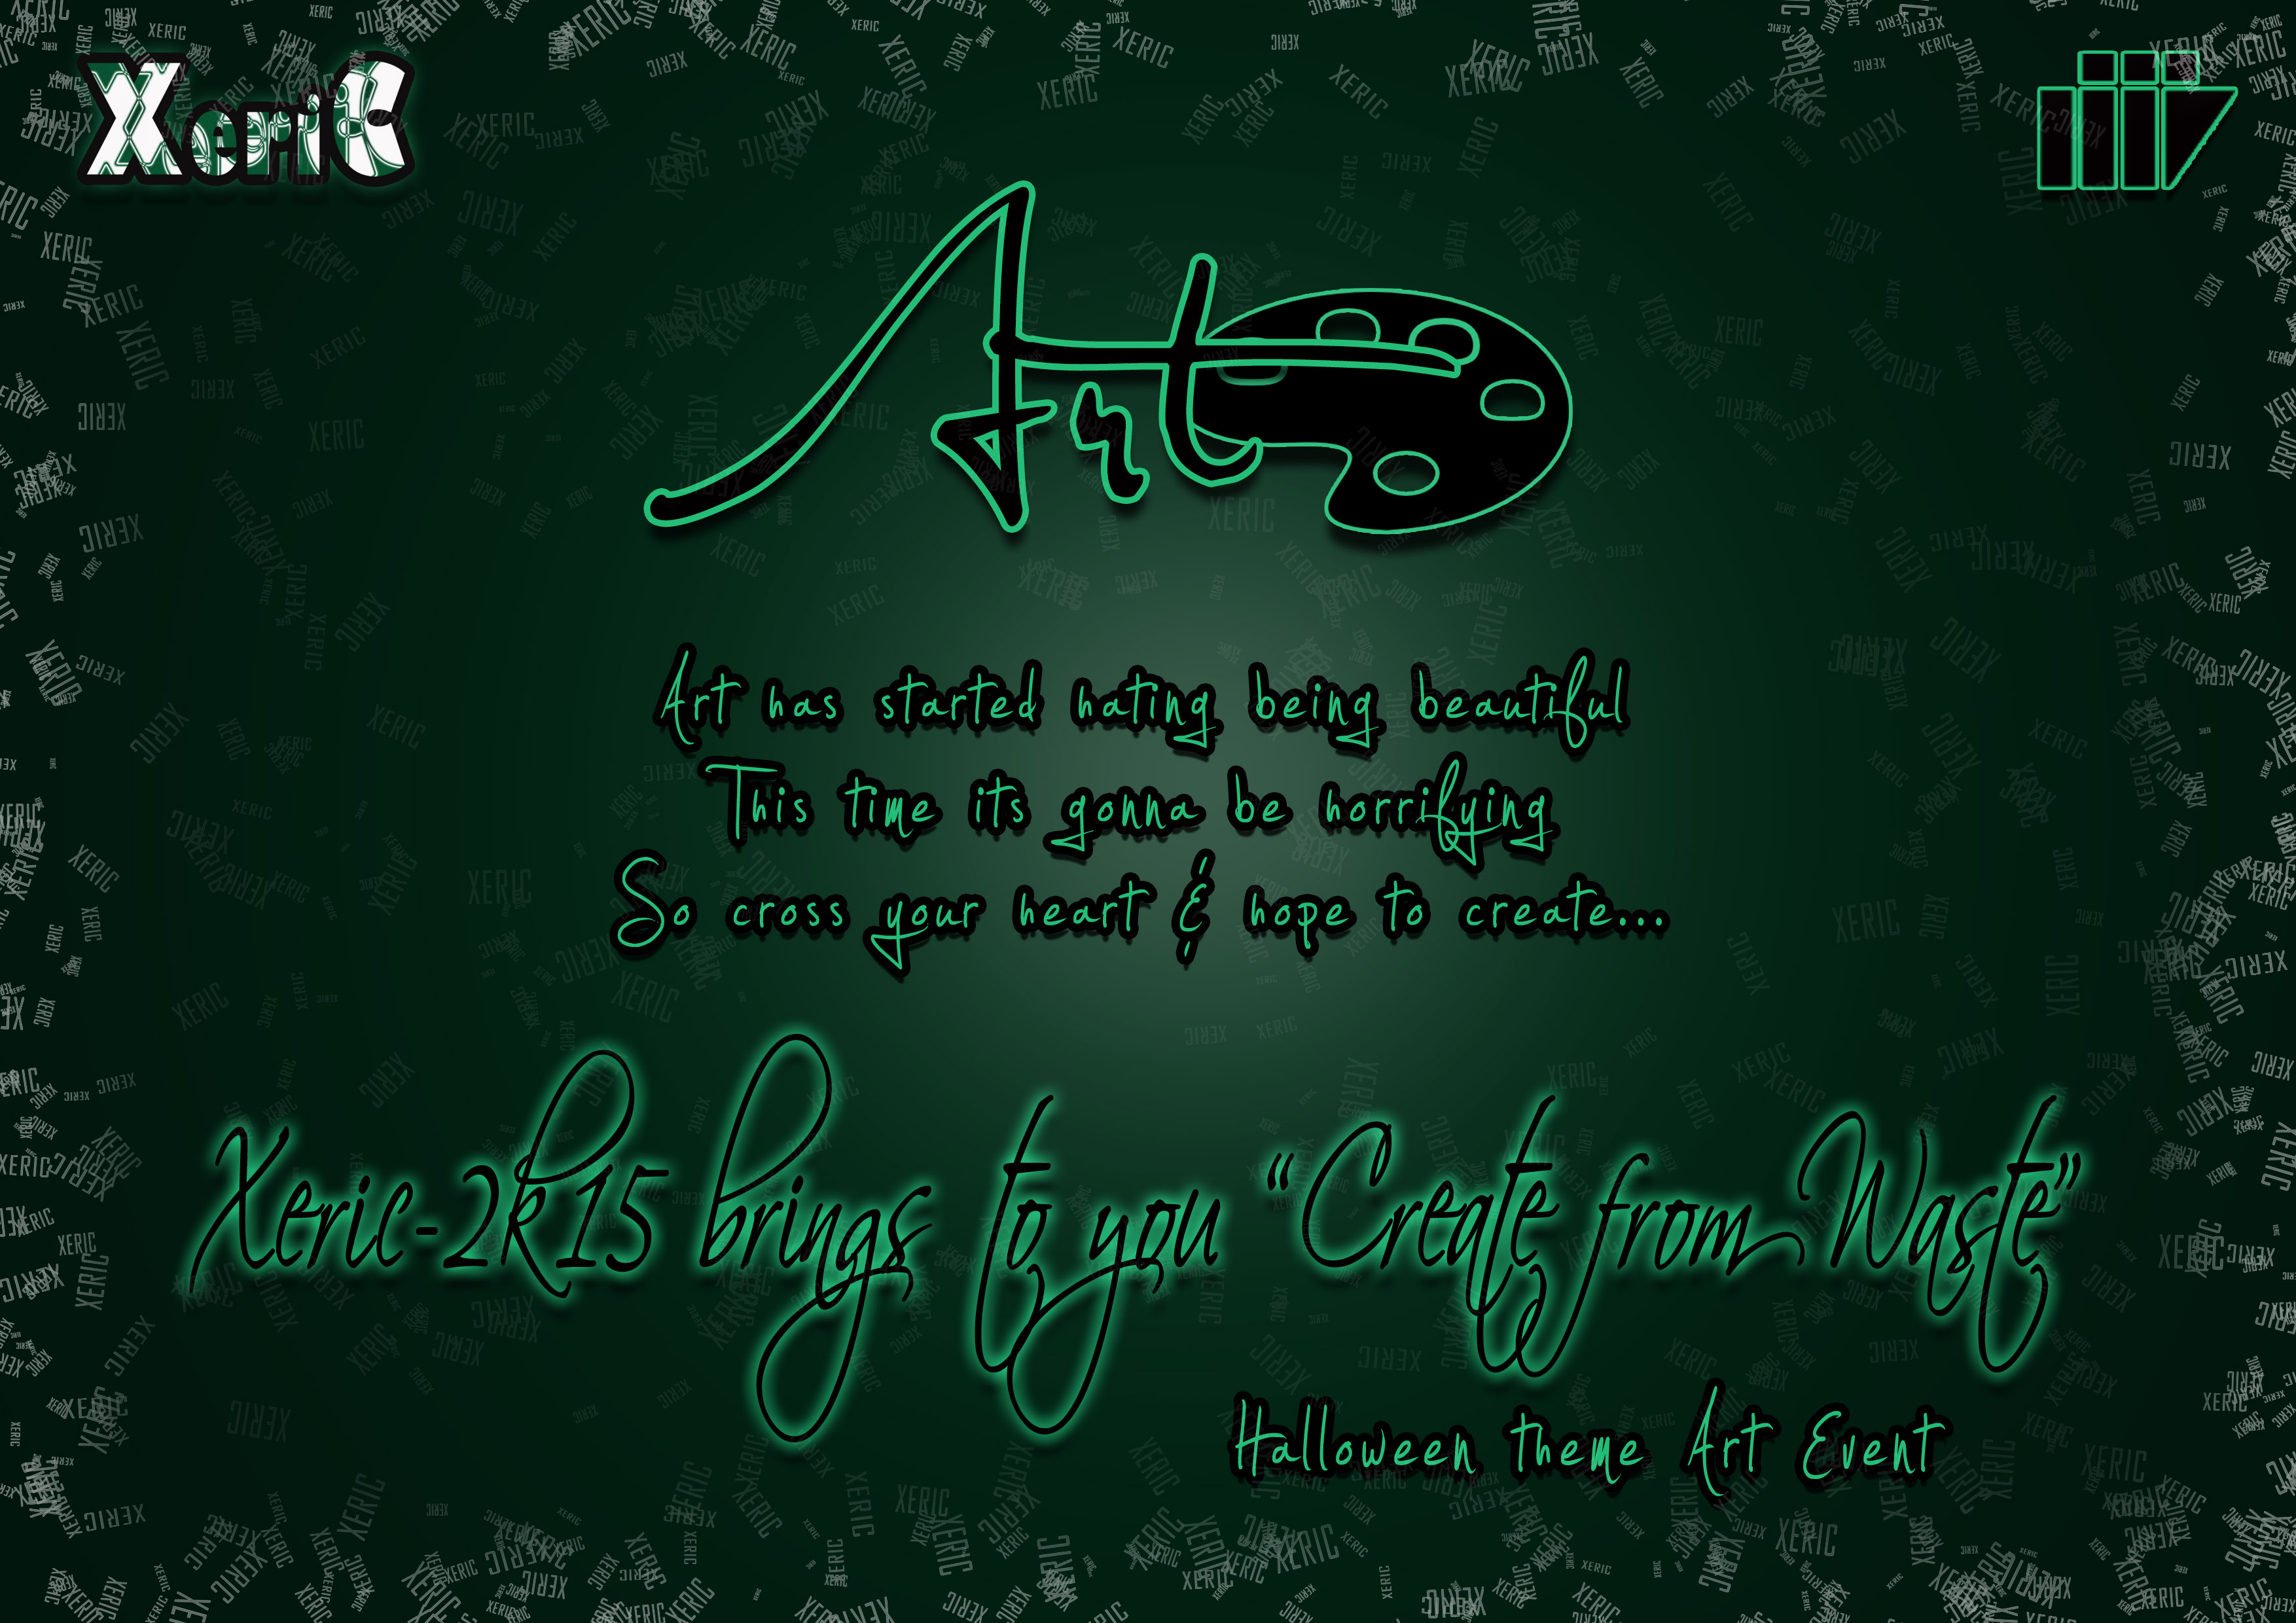 XeriC
Art
Art has started hating being beautiful
This time its gonna be horrifying
So cross your heart & hope to create...
Xeric-2k15 brings to you “Create from Waste”
Halloween theme Art Event